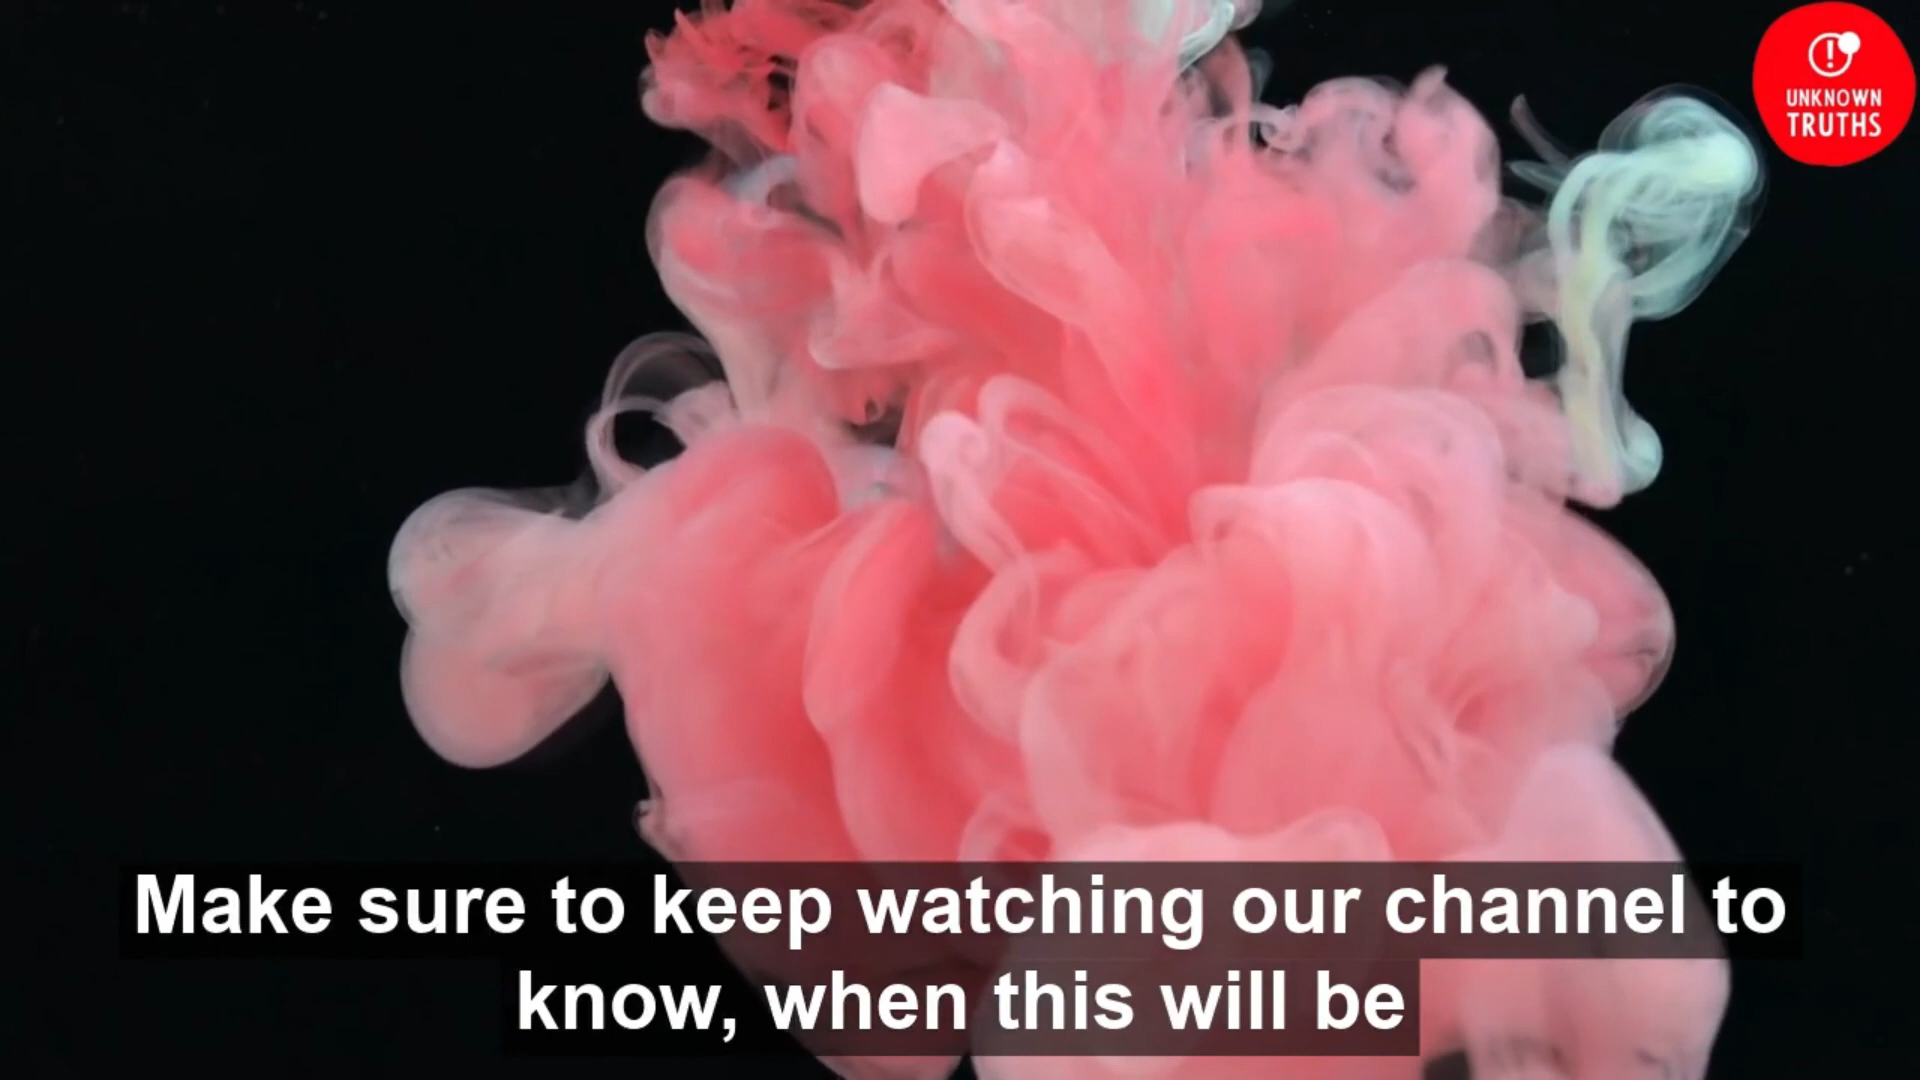 UNKNOWN
TRUTHS
Make sure to keep watching our channel to
know, when this will be